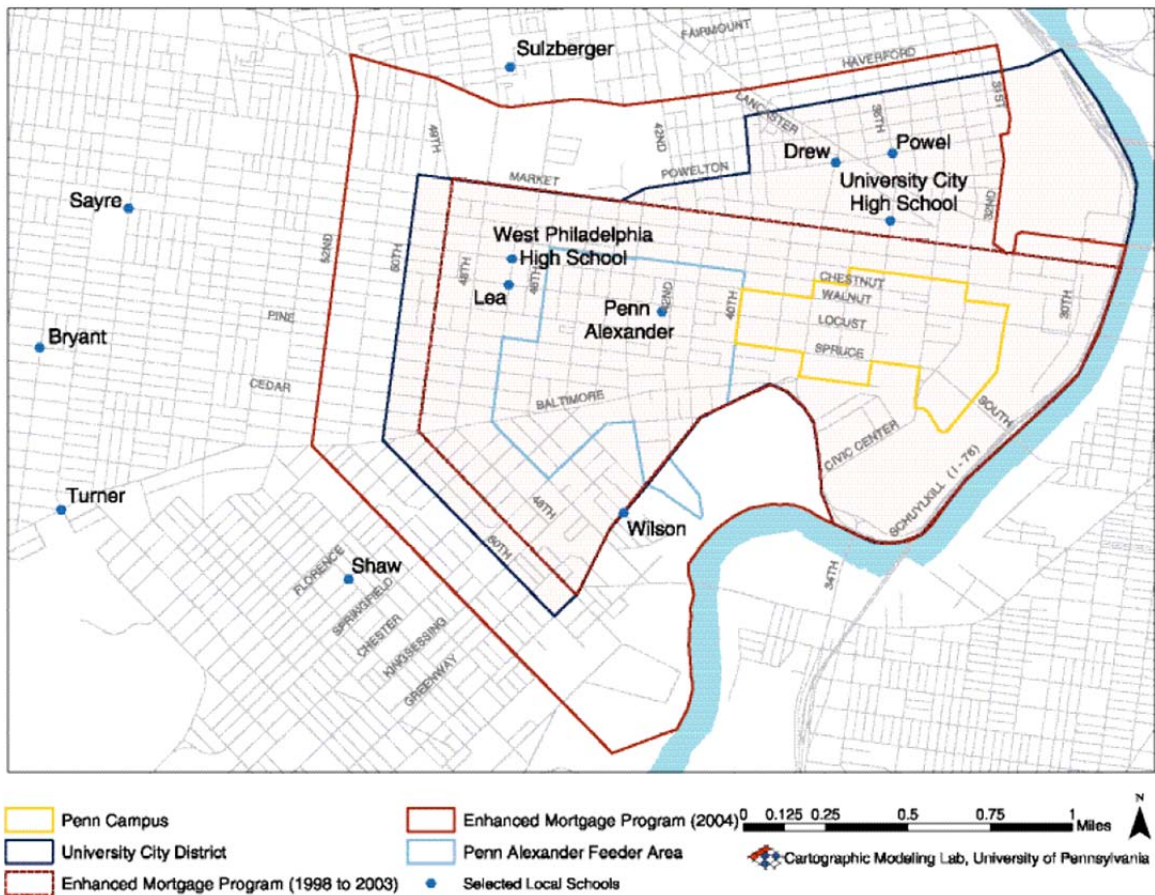 FAIRMOUNT
Sulzberger
HAVERFORD
LANCASTER
31ST
38TH
49TH
42ND
Powel
Drew
POWELTON
MARKET
University City
High School
32ND
Sayre
52ND
50TH
48TH
46TH
West Philadelphia
High School
Lea
42ND
Penn
Alexander
40TH
CHESTNUT
WALNUT
LOCUST
SPRUCE
30TH
PINE
Bryant
CEDAR
BALTIMORE
SOUTH
CIVIC CENTER
SCHUYLKILL (I - 76)
Turner
48TH
Wilson
50TH
34TH
Shaw
FLORENCE
SPRINGFIELD
CHESTER
KINGSESSING
GREENWAY
Penn Campus
University City District
Enhanced Mortgage Program (1998 to 2003)
Enhanced Mortgage Program (2004)
Penn Alexander Feeder Area
Selected Local Schools
0 0.125 0.25 0.5 0.75 1
Miles
N
Cartographic Modeling Lab, University of Pennsylvania